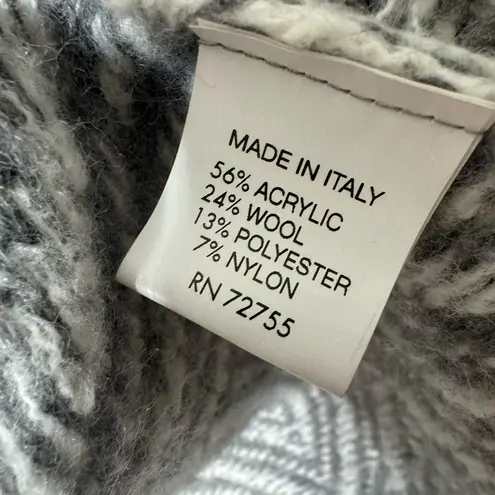 MADE IN ITALY
56% ACRYLIC
24% WOOL
13% POLYESTER
7% NYLON
RN 72755